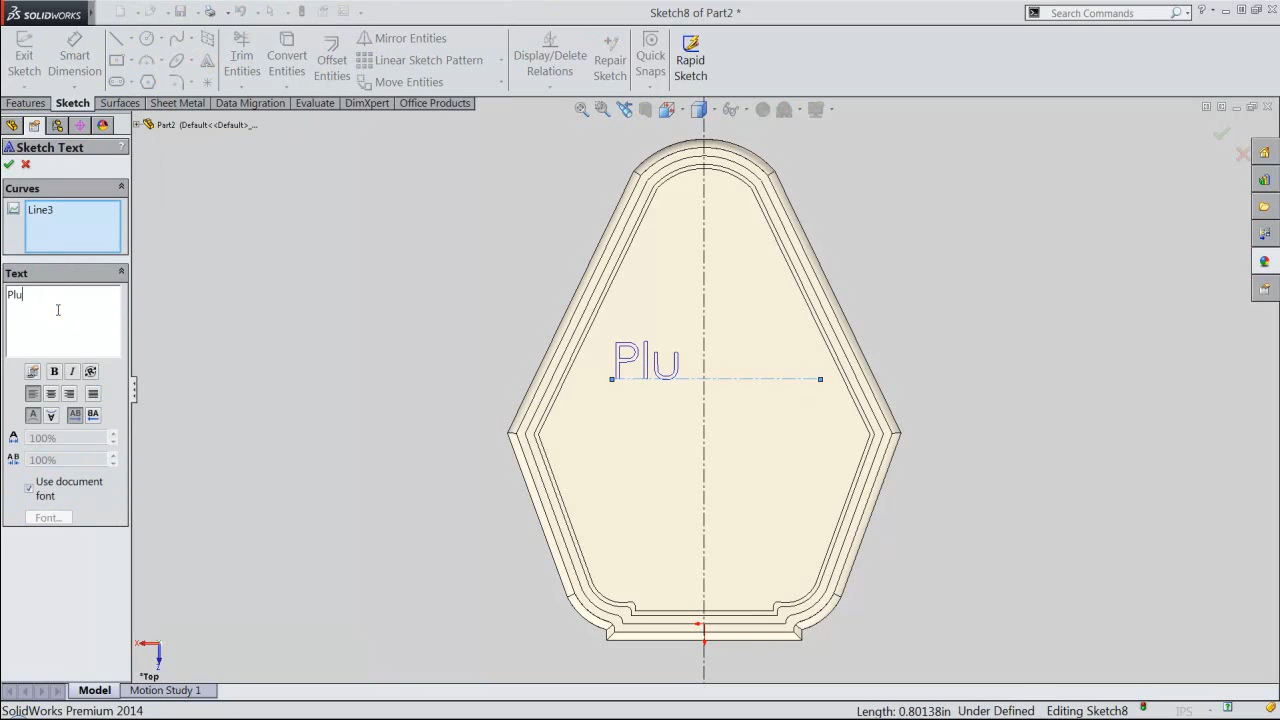 SOLIDWORKS
Sketch8 of Part2 *
Search Commands
?
Exit Sketch
Smart Dimension
Trim Entities
Convert Entities
Offset Entities
Mirror Entities
Linear Sketch Pattern
Move Entities
Display/Delete Relations
Repair Sketch
Quick Snaps
Rapid Sketch
Features
Sketch
Surfaces
Sheet Metal
Data Migration
Evaluate
DimXpert
Office Products
Part2 (Default<<Default>_...
Sketch Text
?
Curves
Line3
Text
Plu
B
I
A
AB
BA
A
100%
AB
100%
Use document font
Font...
Plu
X
Z
*Top
Model
Motion Study 1
SolidWorks Premium 2014
Length: 0.80138in
Under Defined
Editing Sketch8
IPS
?